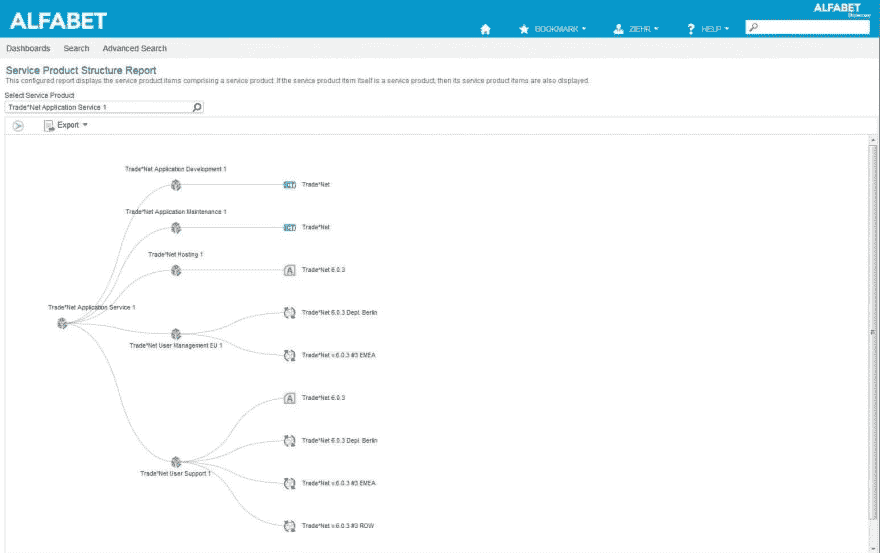 ALFABET
ALFABET
BOOKMARK
ZIEHR
HELP
Dashboards Search Advanced Search
Service Product Structure Report
This configured report displays the service product items comprising a service product. If the service product item itself is a service product, then its service product items are also displayed.
Select Service Product
Trade*Net Application Service 1
Export
Trade*Net Application Development 1
Trade*Net
Trade*Net Application Maintenance 1
Trade*Net
Trade*Net Hosting 1
A Trade*Net 6.0.3
Trade*Net Application Service 1
Trade*Net 6.0.3 Depl. Berlin
Trade*Net User Management EU 1
Trade*Net v.6.0.3 #3 EMEA
A Trade*Net 6.0.3
Trade*Net 6.0.3 Depl. Berlin
Trade*Net User Support 1
Trade*Net v.6.0.3 #3 EMEA
Trade*Net v.6.0.3 #3 ROW